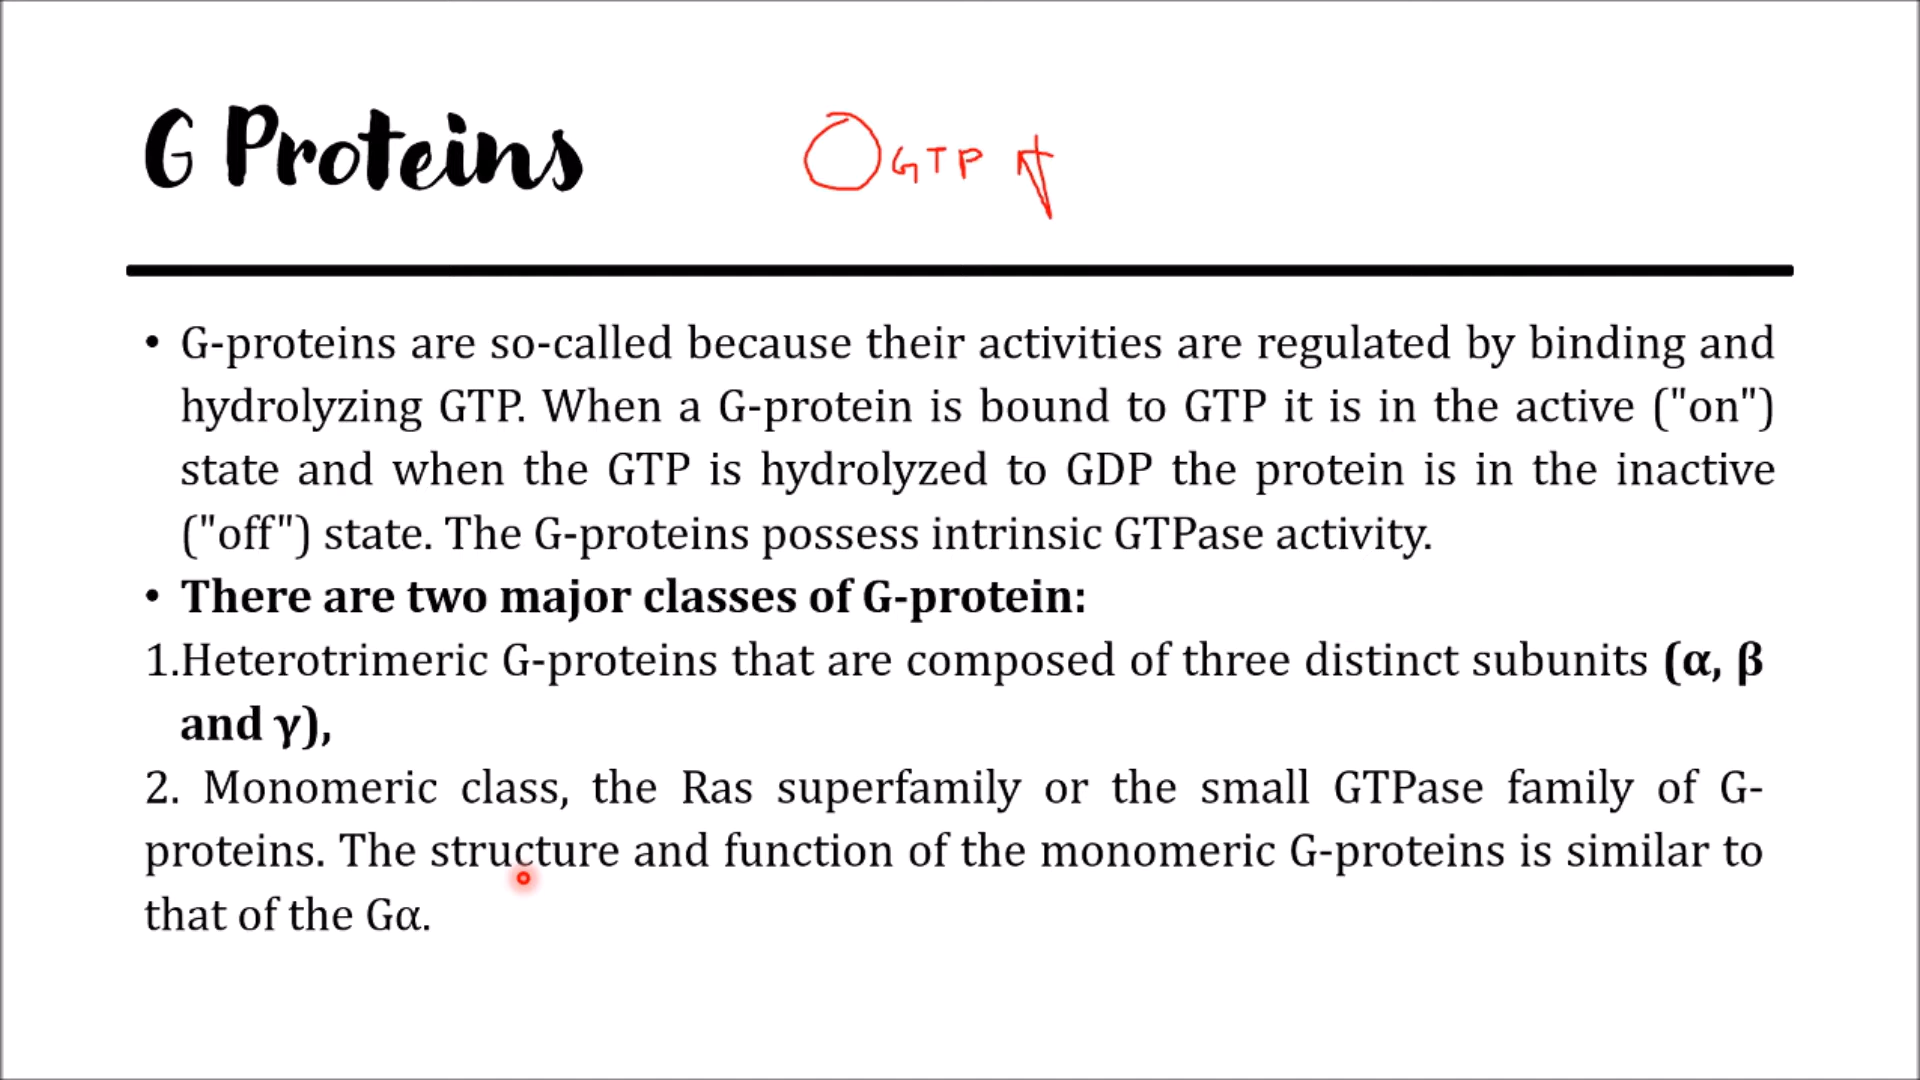 G Proteins
GTP
• G-proteins are so-called because their activities are regulated by binding and
hydrolyzing GTP. When a G-protein is bound to GTP it is in the active ("on")
state and when the GTP is hydrolyzed to GDP the protein is in the inactive
("off") state. The G-proteins possess intrinsic GTPase activity.
• There are two major classes of G-protein:
1.Heterotrimeric G-proteins that are composed of three distinct subunits (α, β
and γ),
2. Monomeric class, the Ras superfamily or the small GTPase family of G-
proteins. The structure and function of the monomeric G-proteins is similar to
that of the Gα.